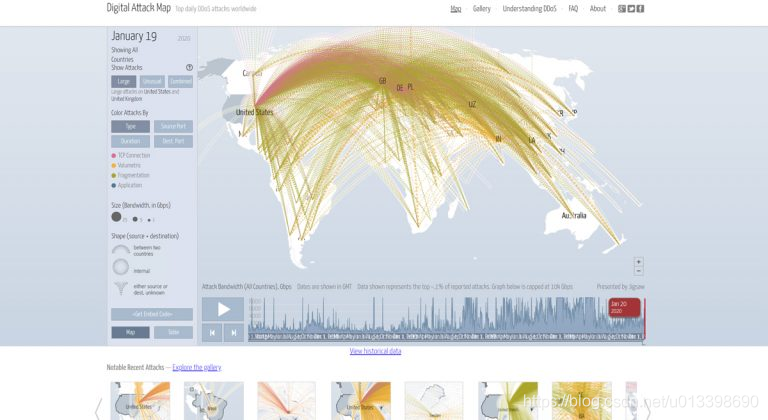 Digital Attack Map Top daily DDoS attacks worldwide
Map · Gallery · Understanding DDoS · FAQ · About
January 19 2020
Showing All
Countries
Show Attacks
Large Unusual Combined
Large attacks on United States and
United Kingdom
Color Attacks By
Type Source Port
Duration Dest. Port
TCP Connection
Volumetric
Fragmentation
Application
Size (Bandwidth, in Gbps)
Shape (source + destination)
between two
countries
internal
either source or
dest. unknown
<Get Embed Code>
Map Table
United States
GB
DE
PL
UZ
IN
LA
Australia
+
−
Attack Bandwidth (All Countries), Gbps Dates are shown in GMT Data shown represents the top ~2% of reported attacks. Graph below is capped at 10k Gbps Presented by Jigsaw
Jan 20
2020
View historical data
Notable Recent Attacks — Explore the gallery
United States
Brazil
United States
United States
https://blog.csdn.net/u013398690